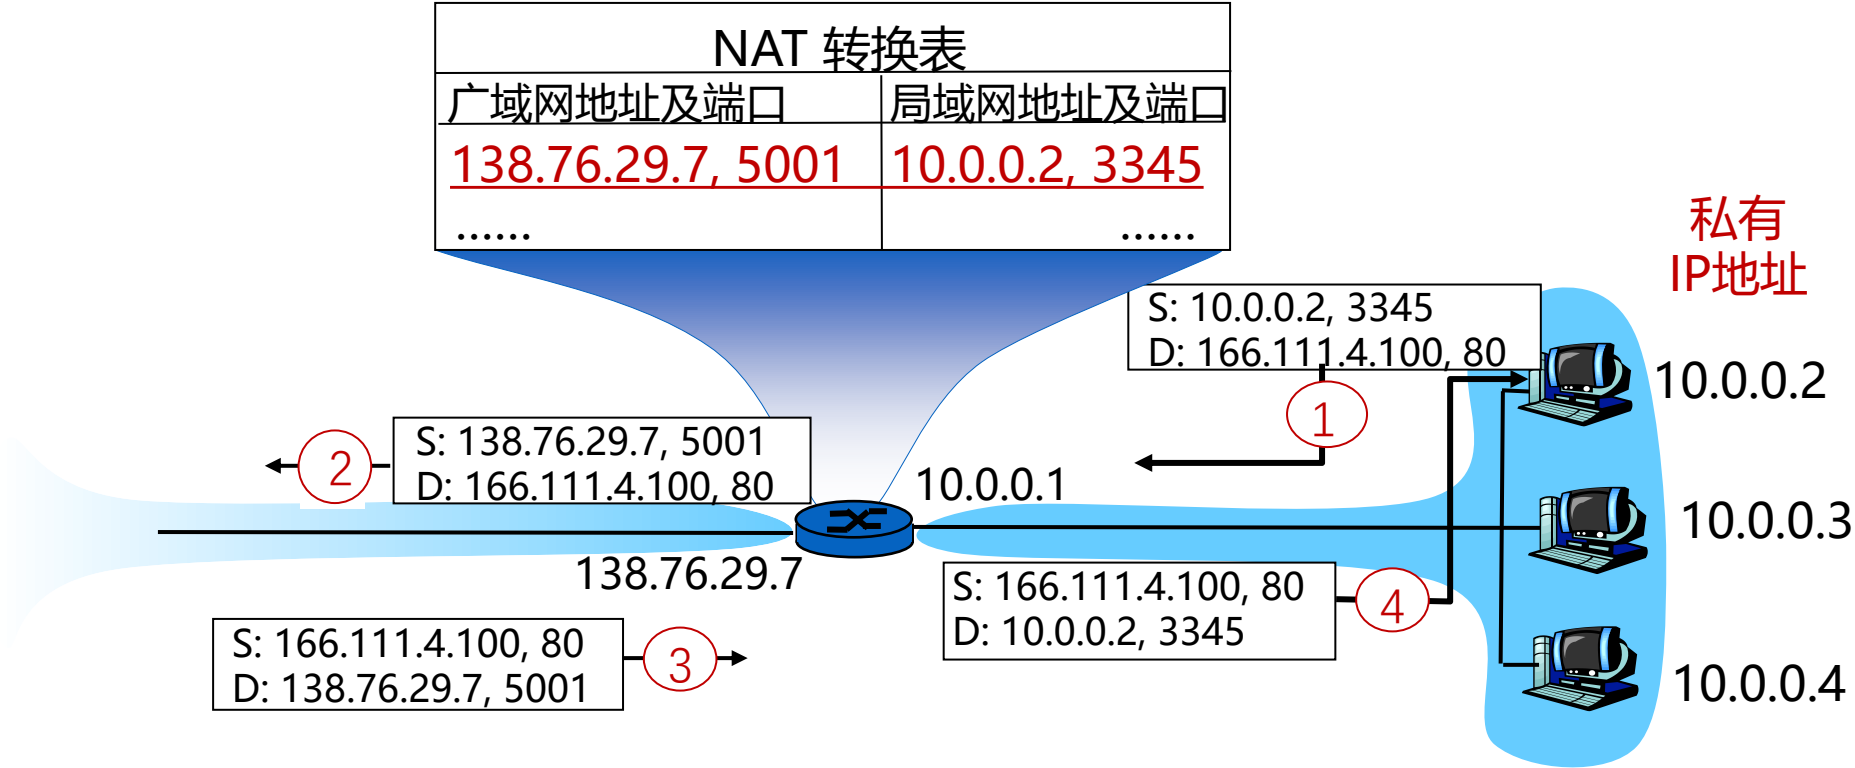 NAT 转换表
广域网地址及端口 局域网地址及端口
138.76.29.7, 5001 10.0.0.2, 3345
...... ......
私有
IP地址
S: 10.0.0.2, 3345
D: 166.111.4.100, 80
1
10.0.0.2
S: 138.76.29.7, 5001
D: 166.111.4.100, 80
2
10.0.0.1
10.0.0.3
138.76.29.7
S: 166.111.4.100, 80
D: 10.0.0.2, 3345
4
S: 166.111.4.100, 80
D: 138.76.29.7, 5001
3
10.0.0.4